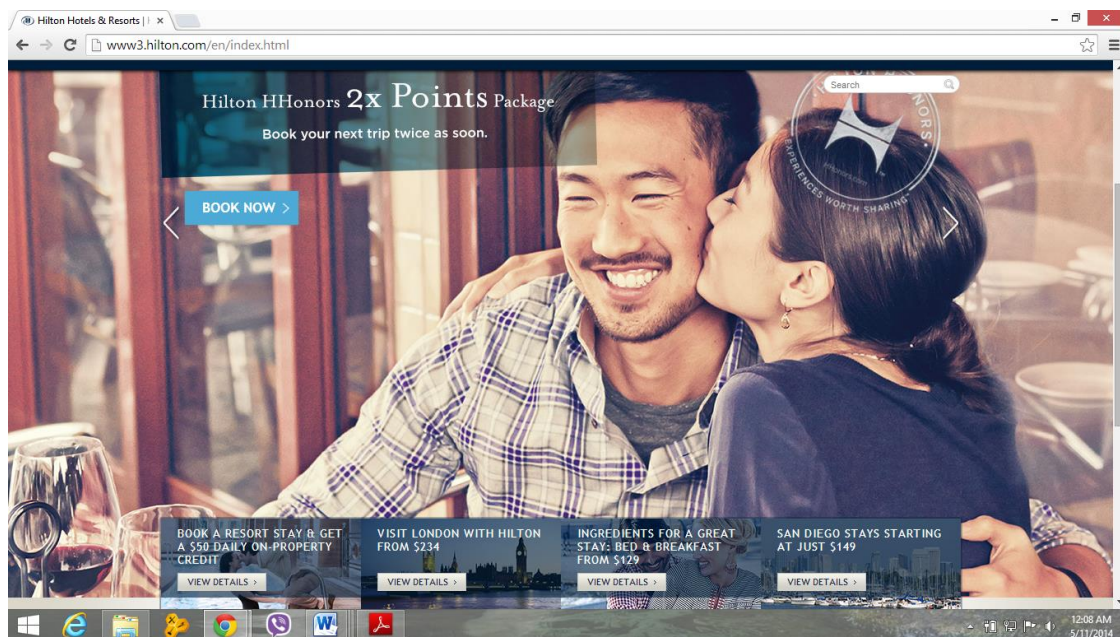 Hilton Hotels & Resorts |
www3.hilton.com/en/index.html
Hilton HHonors 2x Points Package
Book your next trip twice as soon.
Search
HHonors.com
EXPERIENCES WORTH SHARING
BOOK NOW >
BOOK A RESORT STAY & GET
A $50 DAILY ON-PROPERTY
CREDIT
VIEW DETAILS >
VISIT LONDON WITH HILTON
FROM $234
VIEW DETAILS >
INGREDIENTS FOR A GREAT
STAY: BED & BREAKFAST
FROM $129
VIEW DETAILS >
SAN DIEGO STAYS STARTING
AT JUST $149
VIEW DETAILS >
12:08 AM
5/11/2014